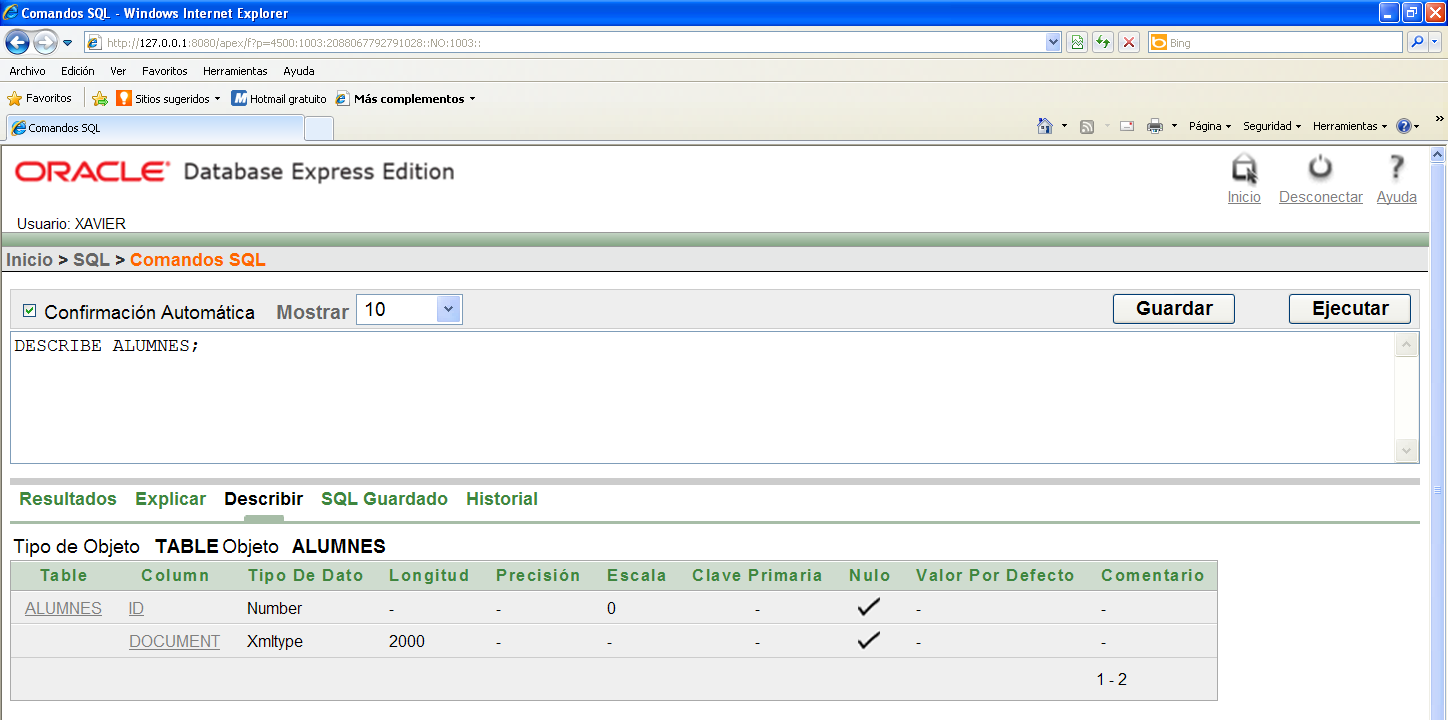 Comandos SQL - Windows Internet Explorer
http://127.0.0.1:8080/apex/f?p=4500:1003:2088067792791028::NO:1003::
Bing
Archivo Edición Ver Favoritos Herramientas Ayuda
Favoritos Sitios sugeridos Hotmail gratuito Más complementos
Comandos SQL
Página Seguridad Herramientas »
ORACLE Database Express Edition
Inicio Desconectar Ayuda
Usuario: XAVIER
Inicio > SQL > Comandos SQL
Confirmación Automática Mostrar 10 Guardar Ejecutar
DESCRIBE ALUMNES;
Resultados Explicar Describir SQL Guardado Historial
Tipo de Objeto TABLE Objeto ALUMNES
Table Column Tipo De Dato Longitud Precisión Escala Clave Primaria Nulo Valor Por Defecto Comentario
ALUMNES ID Number - - 0 - - -
DOCUMENT Xmltype 2000 - - - - -
1 - 2